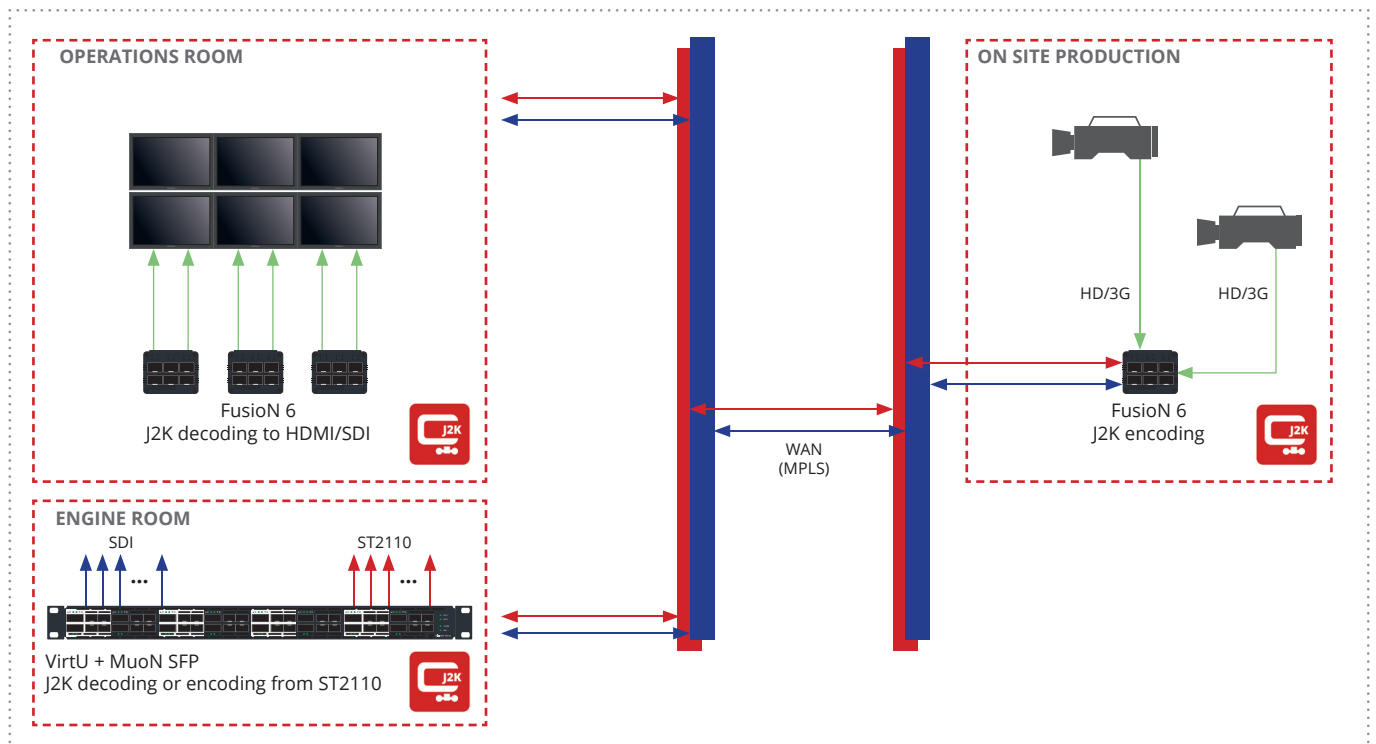 OPERATIONS ROOM
FusioN 6
J2K decoding to HDMI/SDI
J2K
ENGINE ROOM
SDI
ST2110
...
...
VirtU + MuoN SFP
J2K decoding or encoding from ST2110
J2K
WAN
(MPLS)
ON SITE PRODUCTION
HD/3G
HD/3G
FusioN 6
J2K encoding
J2K